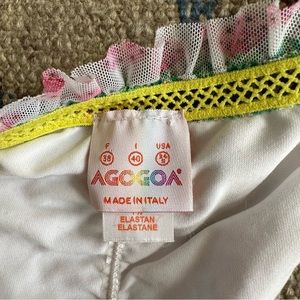 F I USA
38 40
AGOGOA®
MADE IN ITALY
ELASTAN
ELASTANE